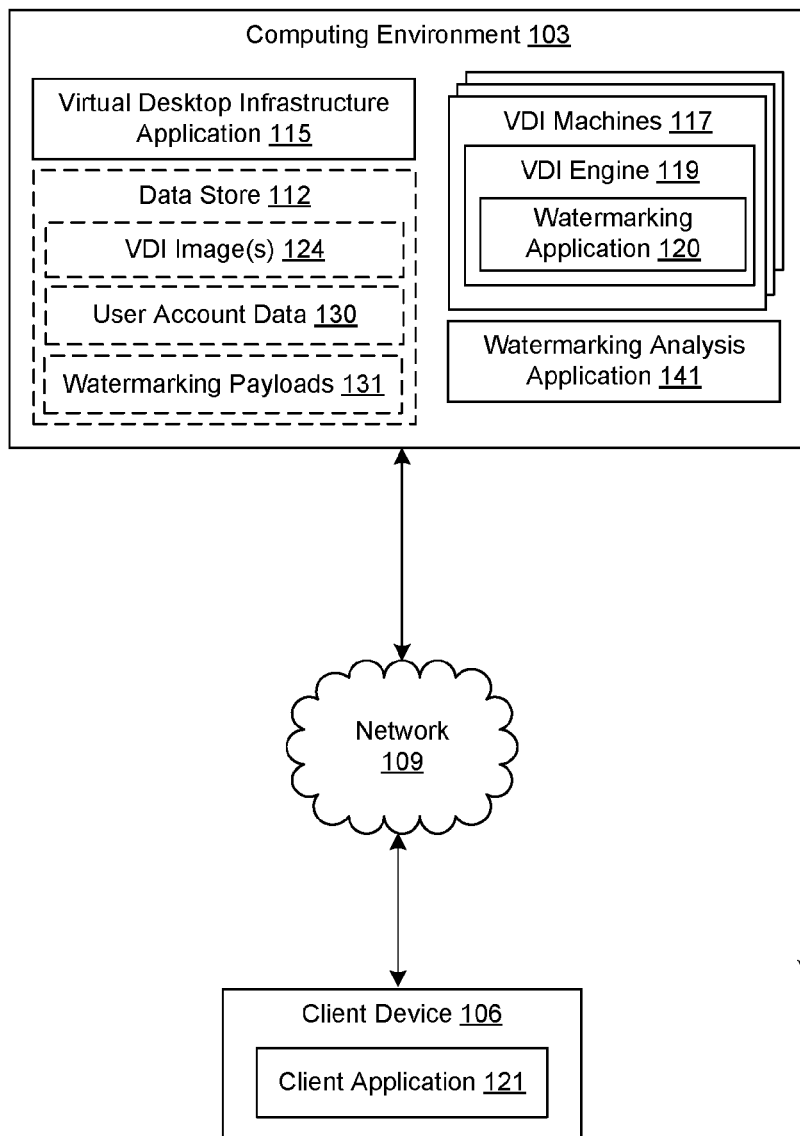 Computing Environment 103
Virtual Desktop Infrastructure
Application 115
Data Store 112
VDI Image(s) 124
User Account Data 130
Watermarking Payloads 131
VDI Machines 117
VDI Engine 119
Watermarking
Application 120
Watermarking Analysis
Application 141
Network
109
Client Device 106
Client Application 121